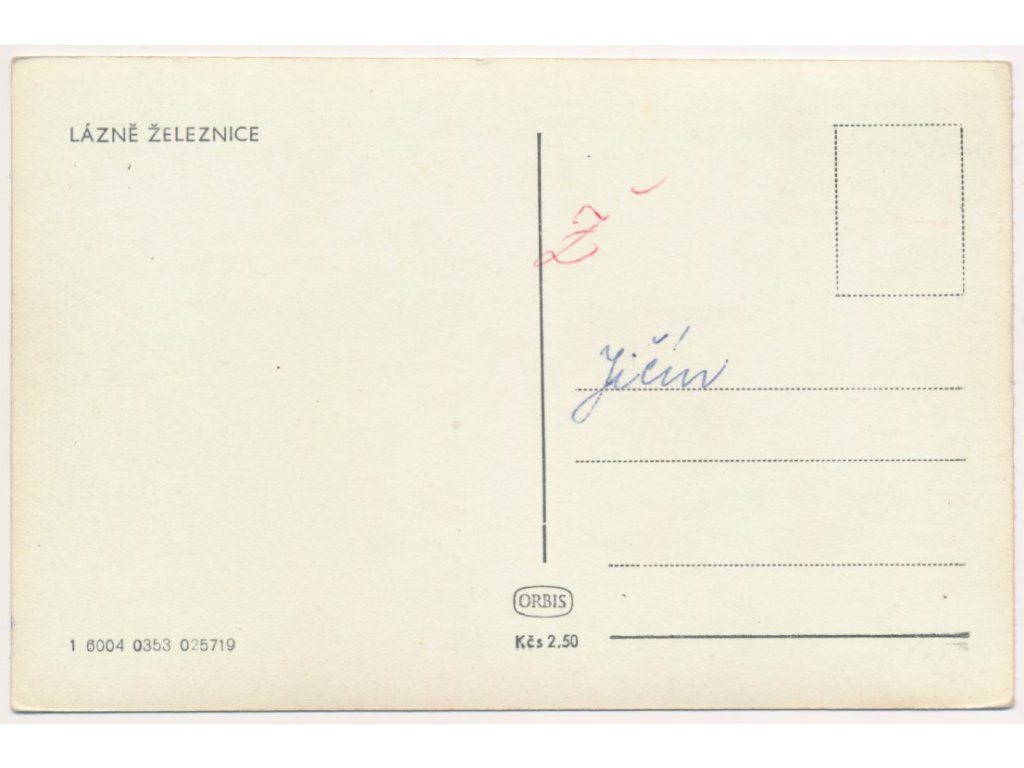 LÁZNĚ ŽELEZNICE
Ž
Jičín
ORBIS
Kčs 2.50
1 6004 0353 025719